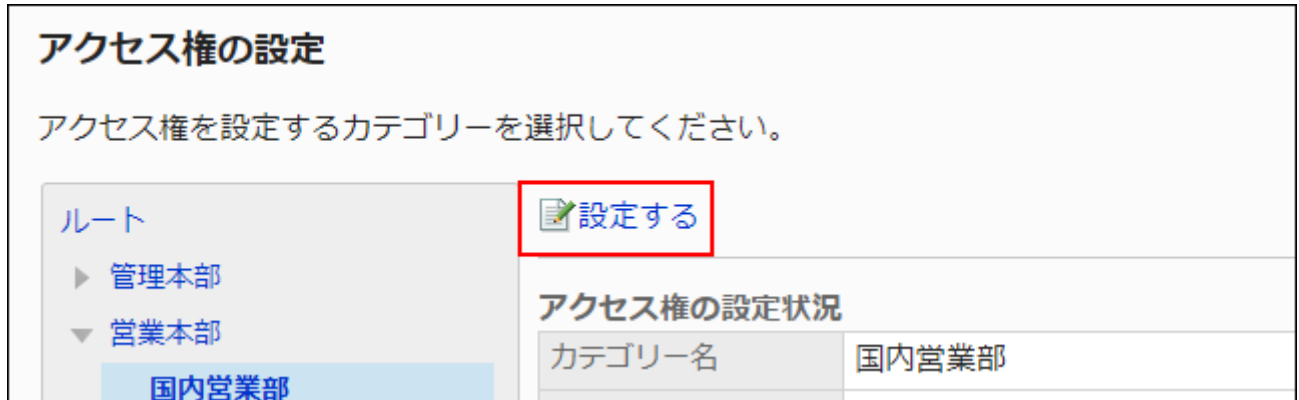 アクセス権の設定
アクセス権を設定するカテゴリーを選択してください。
ルート
管理本部
営業本部
国内営業部
設定する
アクセス権の設定状況
カテゴリー名 国内営業部